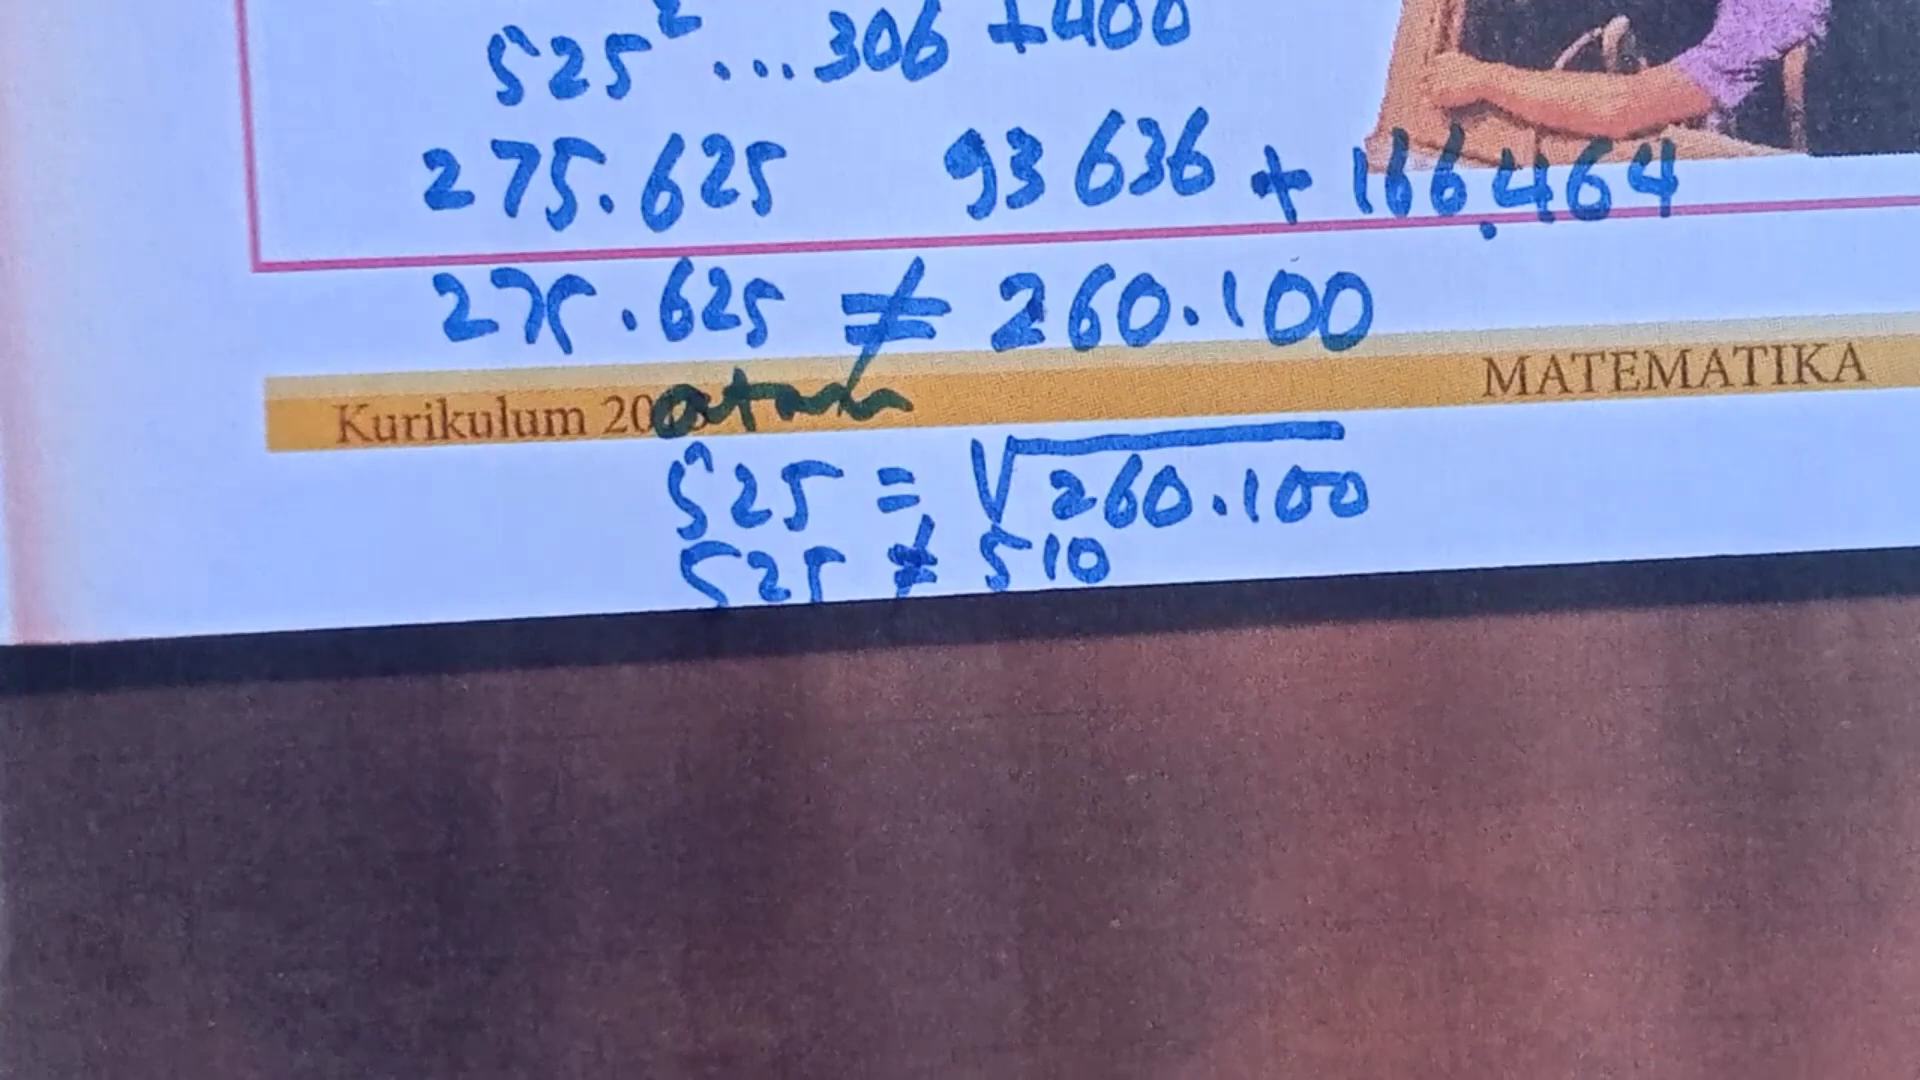 525² ... 306 +400
275.625 93 636 + 166.464
275.625 ≠ 260.100
MATEMATIKA
Kurikulum 20 atau
525 = √260.100
525 ≠ 510